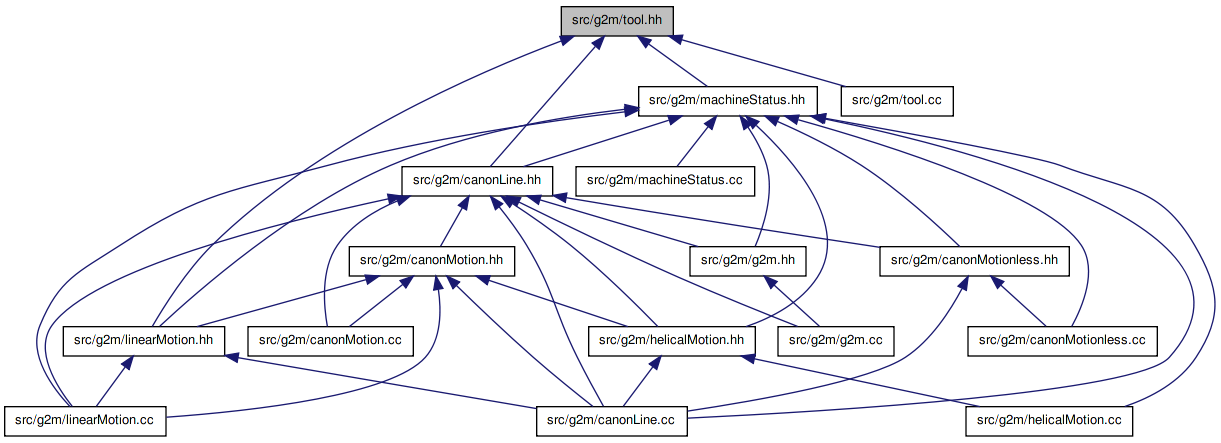 src/g2m/tool.hh
src/g2m/machineStatus.hh
src/g2m/tool.cc
src/g2m/canonLine.hh
src/g2m/machineStatus.cc
src/g2m/canonMotion.hh
src/g2m/g2m.hh
src/g2m/canonMotionless.hh
src/g2m/linearMotion.hh
src/g2m/canonMotion.cc
src/g2m/helicalMotion.hh
src/g2m/g2m.cc
src/g2m/canonMotionless.cc
src/g2m/linearMotion.cc
src/g2m/canonLine.cc
src/g2m/helicalMotion.cc